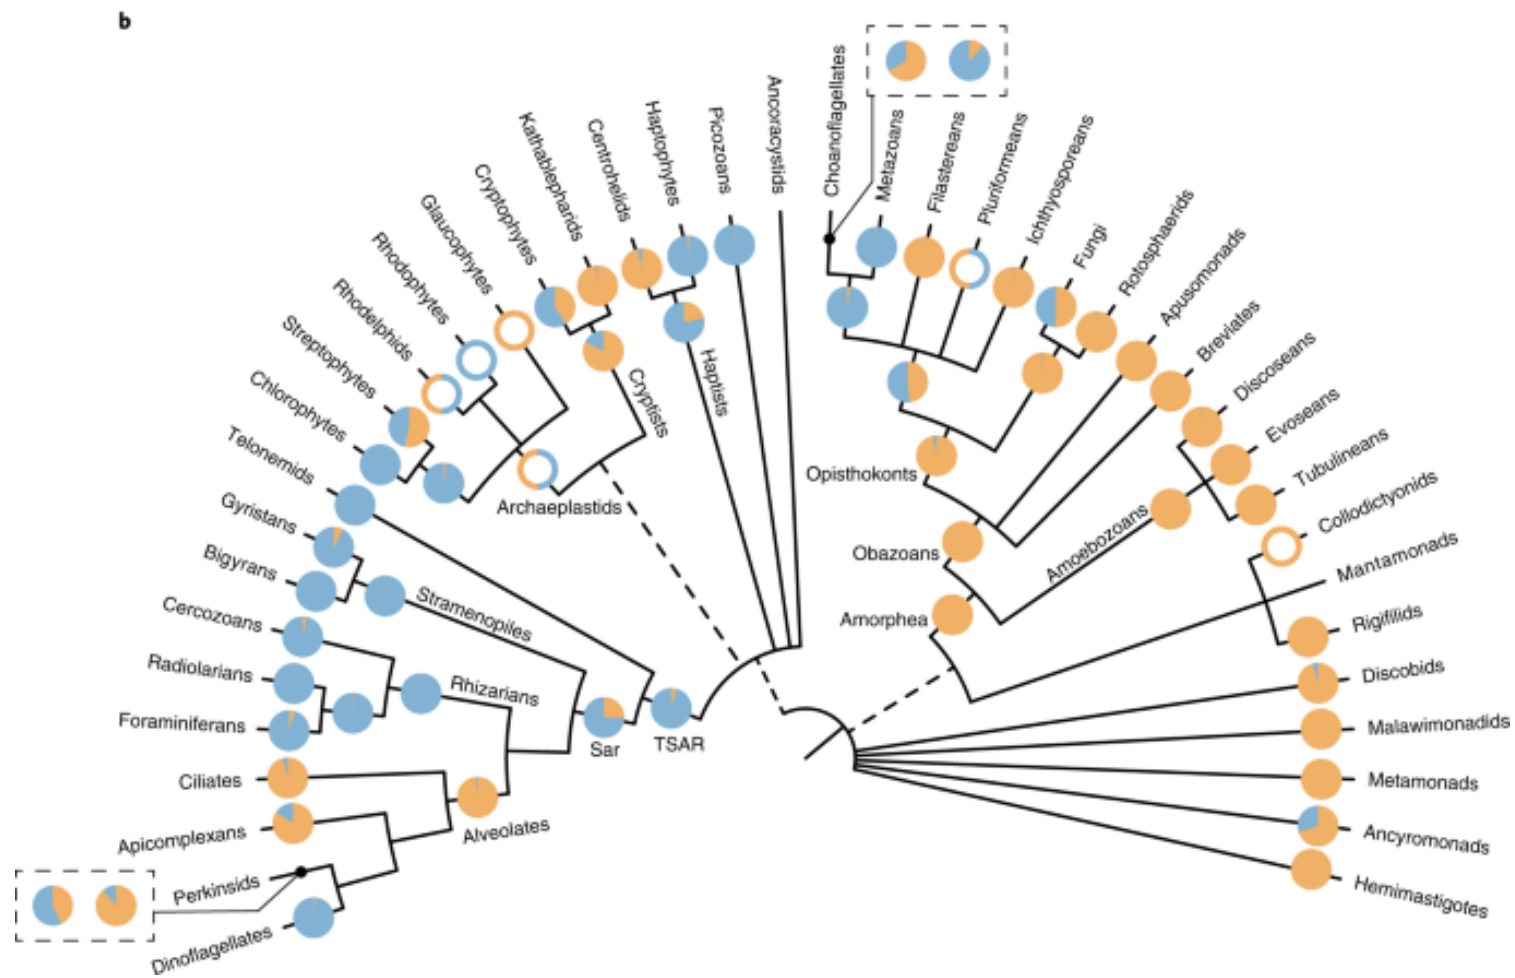 b
Dinoflagellates
Perkinsids
Apicomplexans
Ciliates
Foraminiferans
Radiolarians
Cercozoans
Bigyrans
Gyristans
Telonemids
Chlorophytes
Streptophytes
Rhodelphids
Rhodophytes
Glaucophytes
Cryptophytes
Kathablepharids
Centrohelids
Haptophytes
Picozoans
Ancoracystids
Choanoflagellates
Metazoans
Filastereans
Pluriformeans
Ichthyosporeans
Fungi
Rotosphaerids
Apusomonads
Breviates
Discoseans
Evoseans
Tubulineans
Collodictyonids
Mantamonads
Rigifilids
Discobids
Malawimonadids
Metamonads
Ancyromonads
Hemimastigotes
Haptists
Cryptists
Archaeplastids
Stramenopiles
Rhizarians
Sar
TSAR
Alveolates
Opisthokonts
Obazoans
Amoebozoans
Amorphea